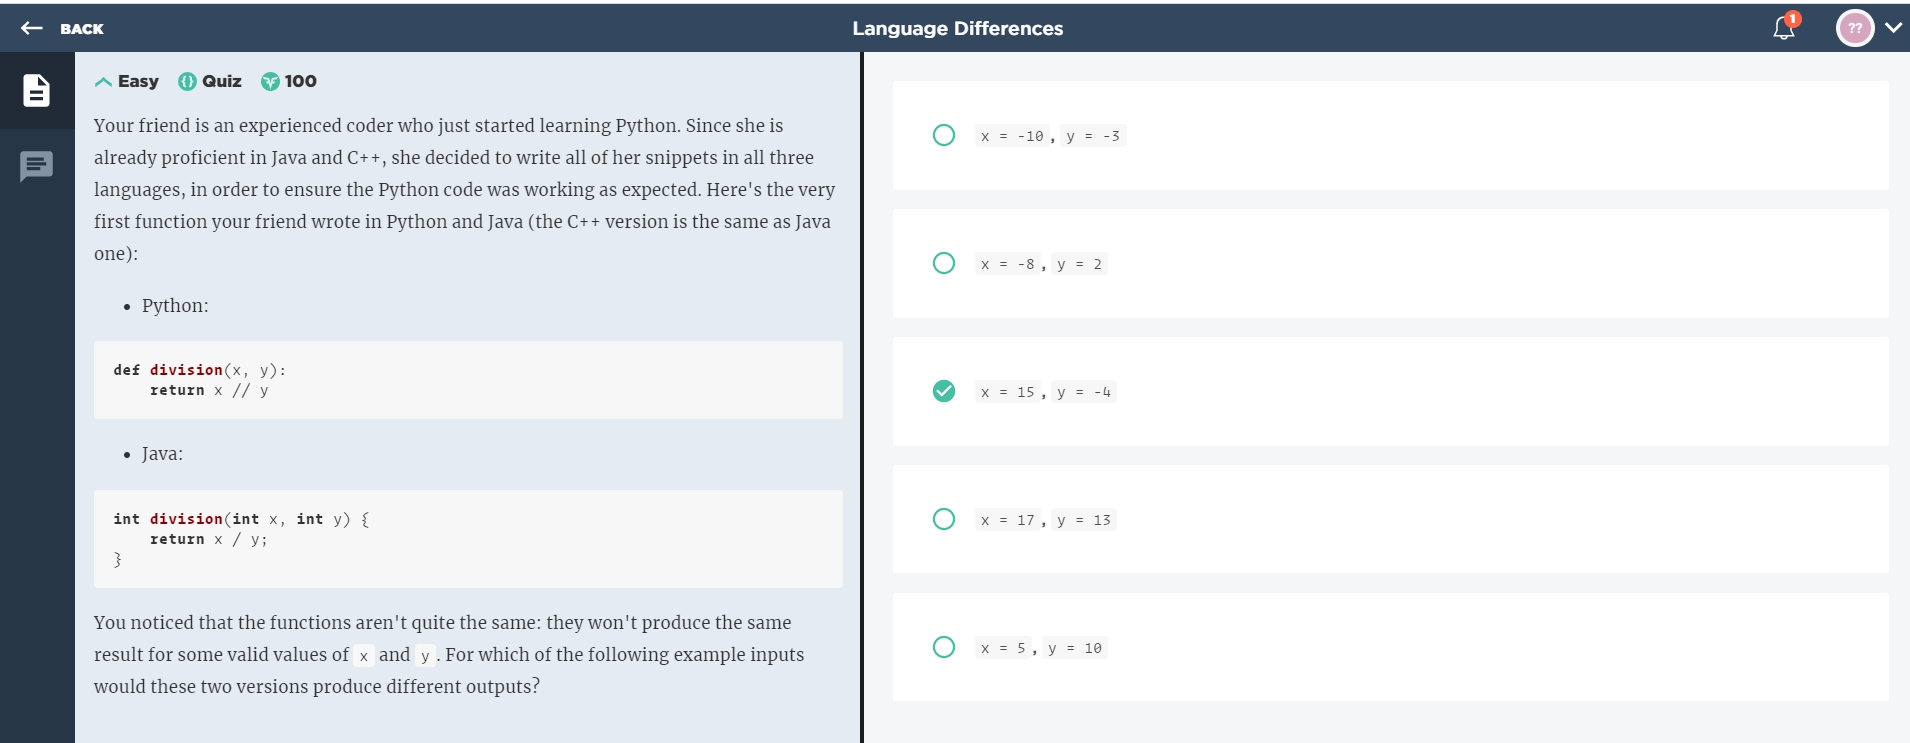 BACK
Language Differences
1
??
Easy Quiz 100
Your friend is an experienced coder who just started learning Python. Since she is
already proficient in Java and C++, she decided to write all of her snippets in all three
languages, in order to ensure the Python code was working as expected. Here's the very
first function your friend wrote in Python and Java (the C++ version is the same as Java
one):
• Python:
def division(x, y):
    return x // y
• Java:
int division(int x, int y) {
    return x / y;
}
You noticed that the functions aren't quite the same: they won't produce the same
result for some valid values of x and y. For which of the following example inputs
would these two versions produce different outputs?
x = -10, y = -3
x = -8, y = 2
x = 15, y = -4
x = 17, y = 13
x = 5, y = 10